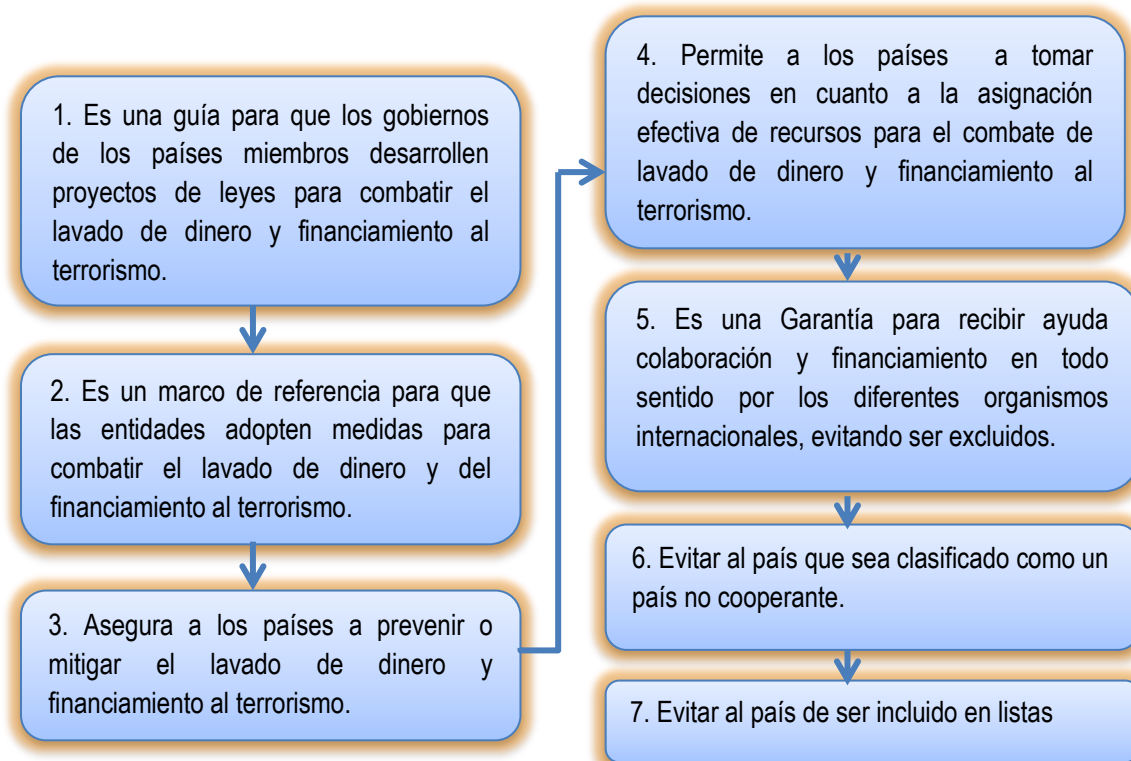 1. Es una guía para que los gobiernos
de los países miembros desarrollen
proyectos de leyes para combatir el
lavado de dinero y financiamiento al
terrorismo.
2. Es un marco de referencia para que
las entidades adopten medidas para
combatir el lavado de dinero y del
financiamiento al terrorismo.
3. Asegura a los países a prevenir o
mitigar el lavado de dinero y
financiamiento al terrorismo.
4. Permite a los países a tomar
decisiones en cuanto a la asignación
efectiva de recursos para el combate de
lavado de dinero y financiamiento al
terrorismo.
5. Es una Garantía para recibir ayuda
colaboración y financiamiento en todo
sentido por los diferentes organismos
internacionales, evitando ser excluidos.
6. Evitar al país que sea clasificado como un
país no cooperante.
7. Evitar al país de ser incluido en listas